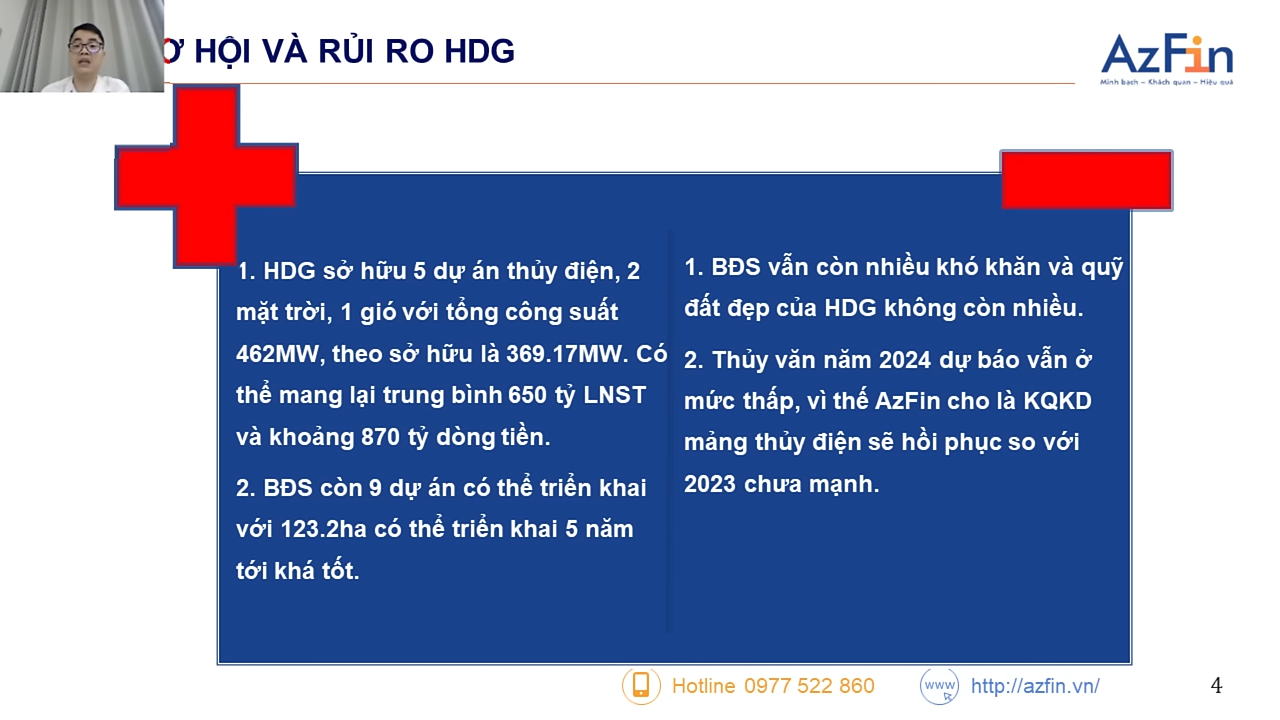 Ơ HỘI VÀ RỦI RO HDG
AzFin
Minh bạch – Khách quan – Hiệu quả
1. HDG sở hữu 5 dự án thủy điện, 2
mặt trời, 1 gió với tổng công suất
462MW, theo sở hữu là 369.17MW. Có
thể mang lại trung bình 650 tỷ LNST
và khoảng 870 tỷ dòng tiền.
2. BĐS còn 9 dự án có thể triển khai
với 123.2ha có thể triển khai 5 năm
tới khá tốt.
1. BĐS vẫn còn nhiều khó khăn và quỹ
đất đẹp của HDG không còn nhiều.
2. Thủy văn năm 2024 dự báo vẫn ở
mức thấp, vì thế AzFin cho là KQKD
mảng thủy điện sẽ hồi phục so với
2023 chưa mạnh.
Hotline 0977 522 860
www
http://azfin.vn/
4